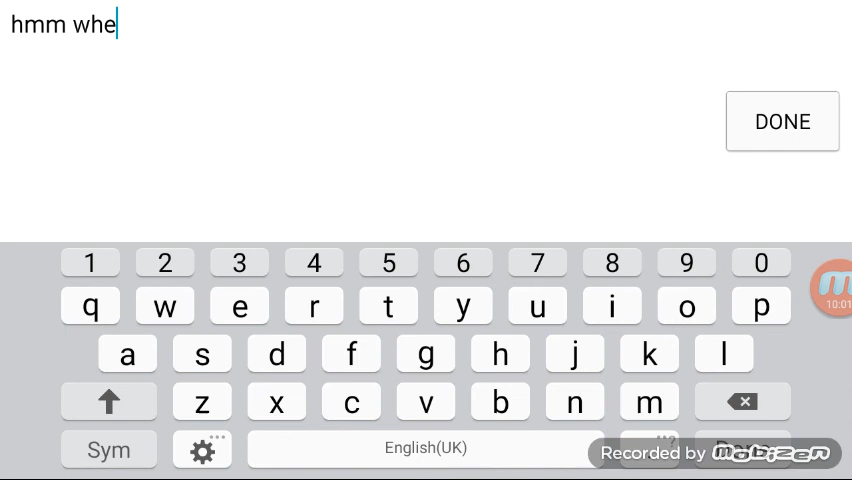 hmm whe
DONE
1 2 3 4 5 6 7 8 9 0
q w e r t y u i o p
a s d f g h j k l
z x c v b n m
Sym English(UK)
10:01
Recorded by mobizen